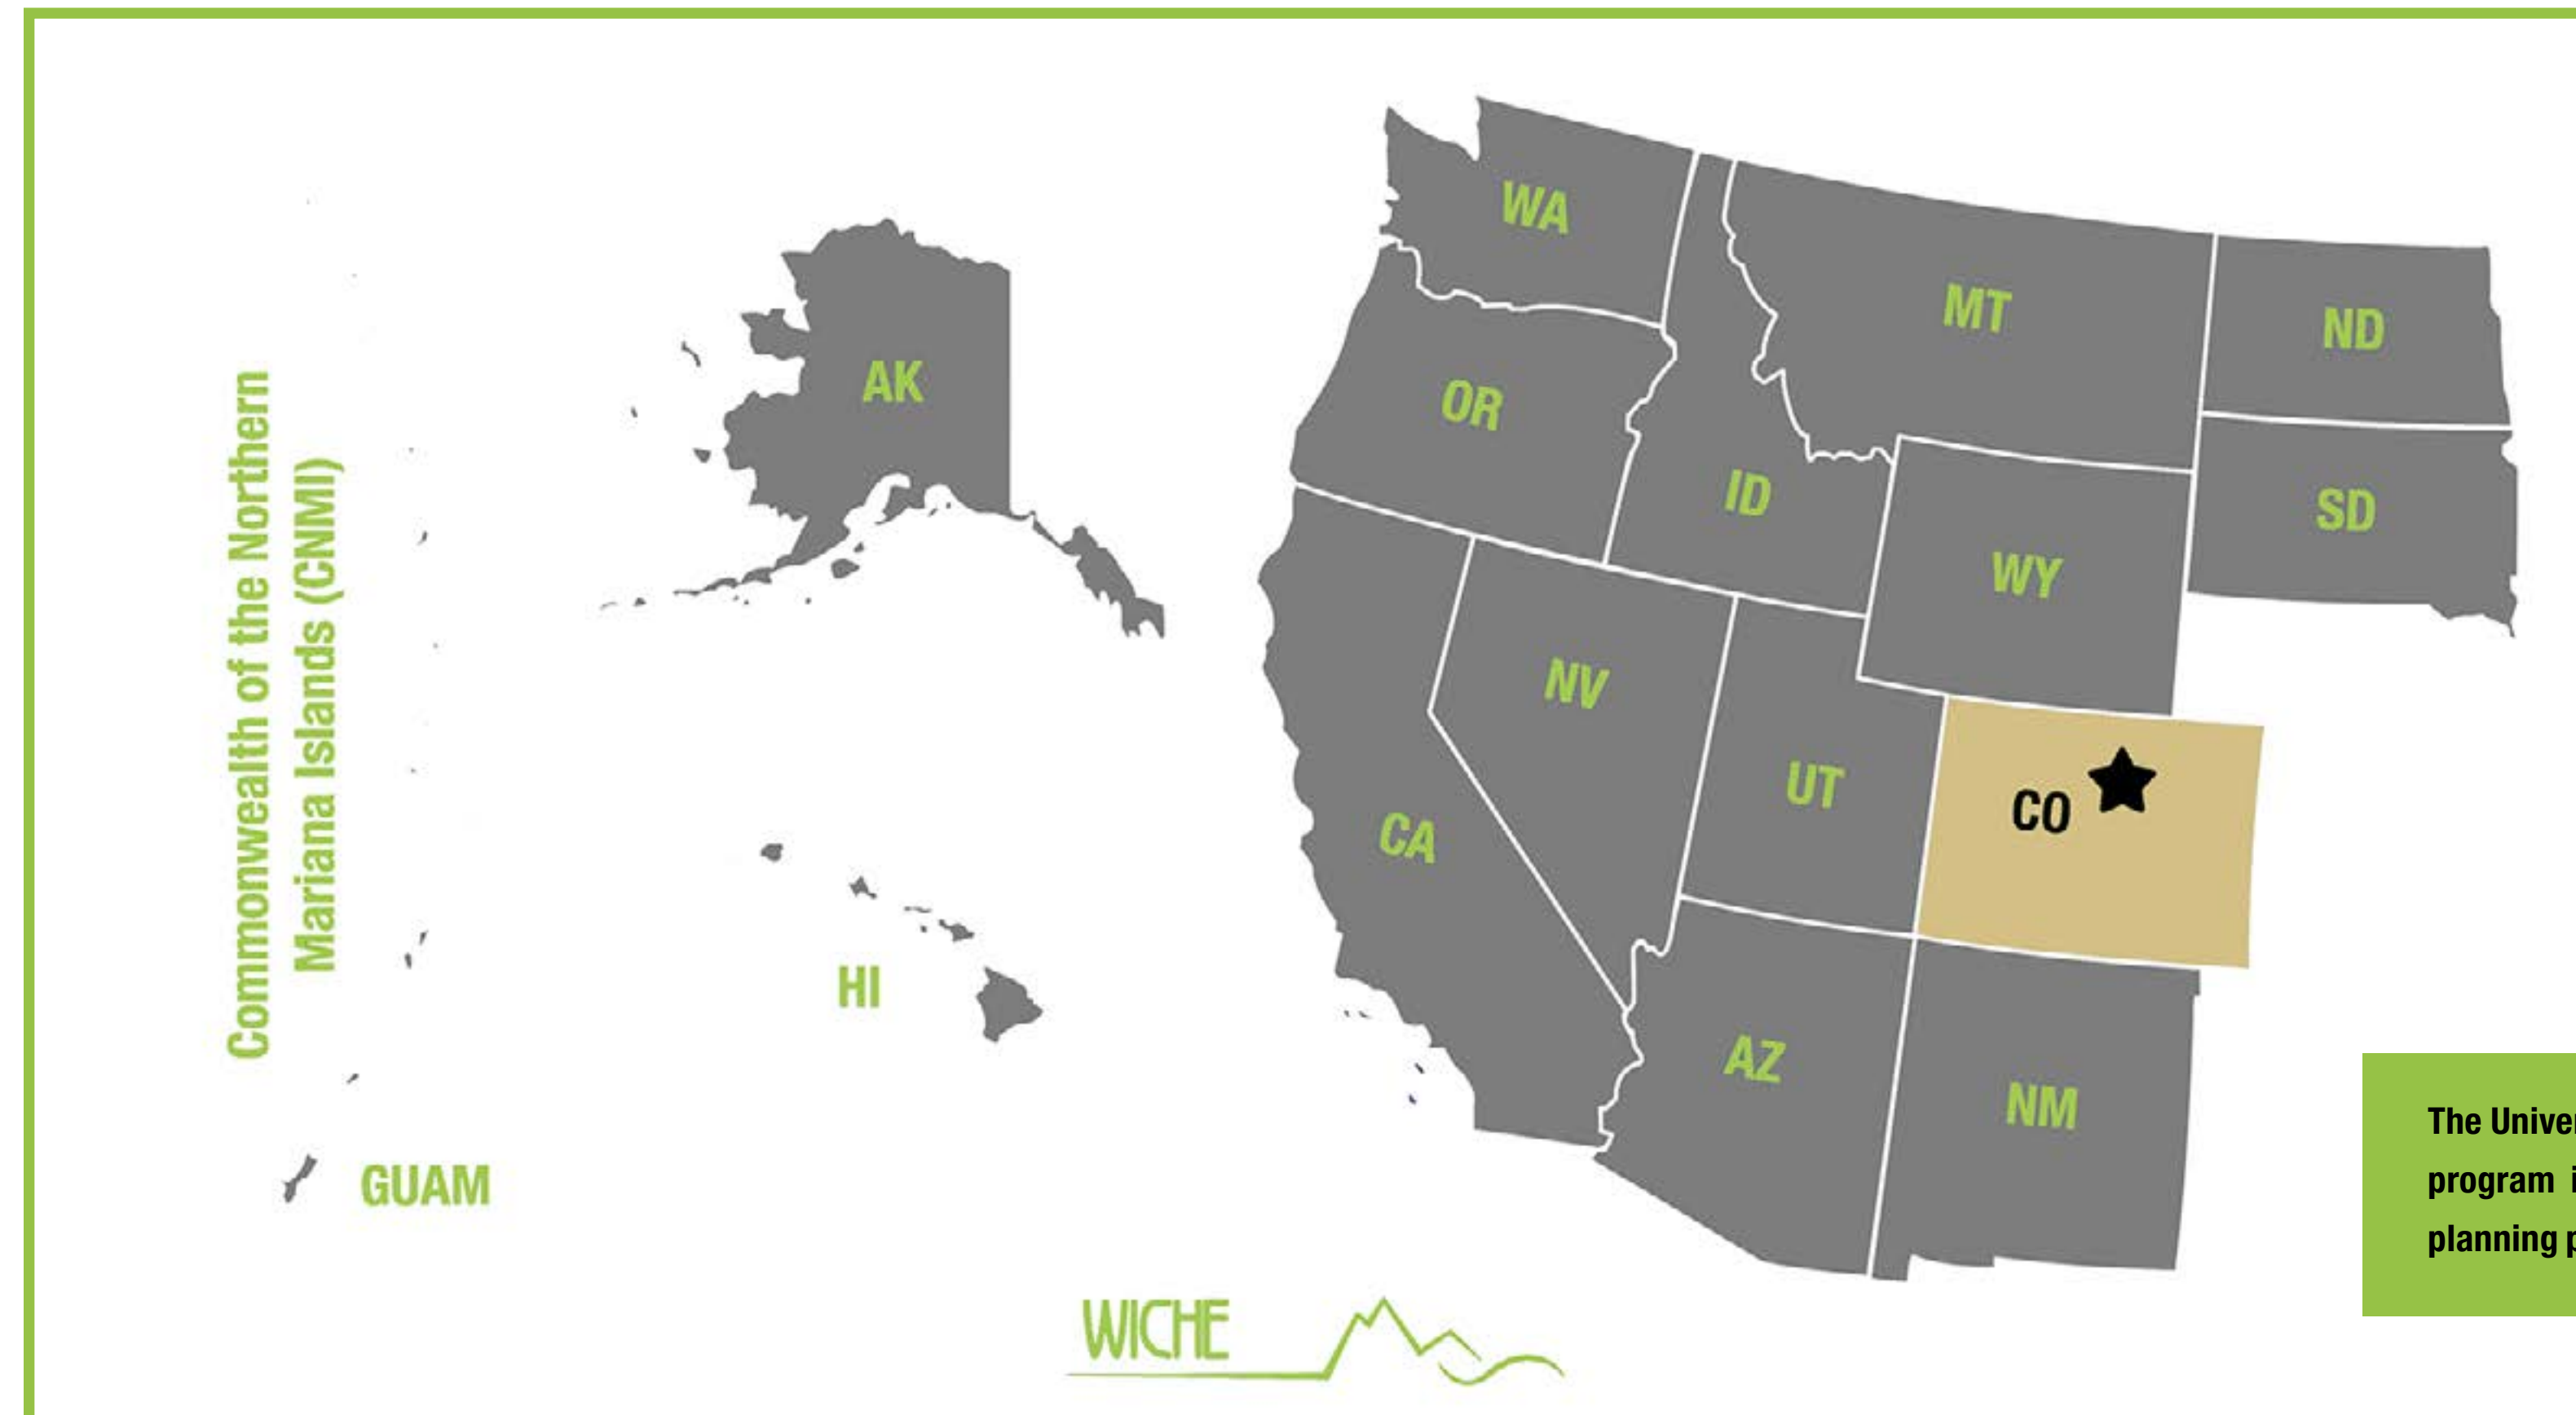 Commonwealth of the Northern
Mariana Islands (CNMI)
AK
HI
GUAM
WA
MT
ND
OR
ID
SD
WY
NV
UT
CO
CA
AZ
NM
The Univer
program i
planning p
WICHE